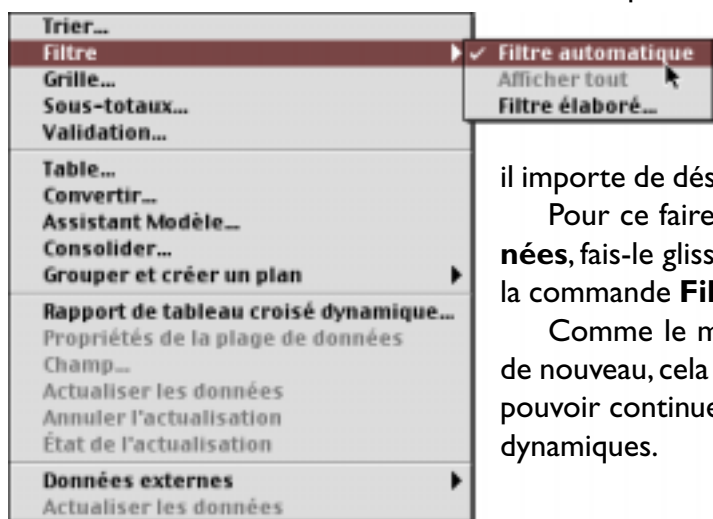 Trier...
Filtre
Grille...
Sous-totaux...
Validation...
Table...
Convertir...
Assistant Modèle...
Consolider...
Grouper et créer un plan
Rapport de tableau croisé dynamique...
Propriétés de la plage de données
Champ...
Actualiser les données
Annuler l'actualisation
État de l'actualisation
Données externes
Actualiser les données
✓ Filtre automatique
Afficher tout
Filtre élaboré...
il importe de dés
Pour ce faire
nées, fais-le gliss
la commande Fil
Comme le m
de nouveau, cela
pouvoir continue
dynamiques.